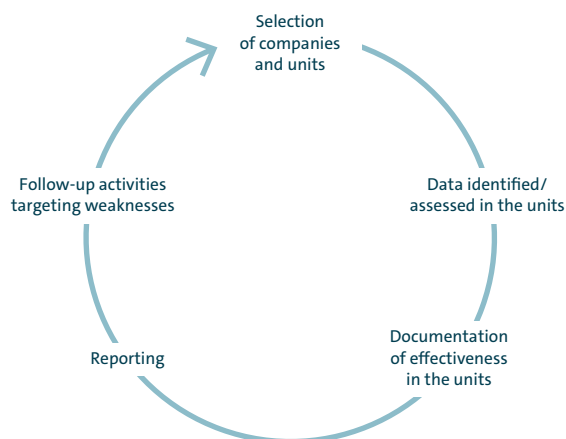 Selection
of companies
and units
Data identified/
assessed in the units
Documentation
of effectiveness
in the units
Reporting
Follow-up activities
targeting weaknesses